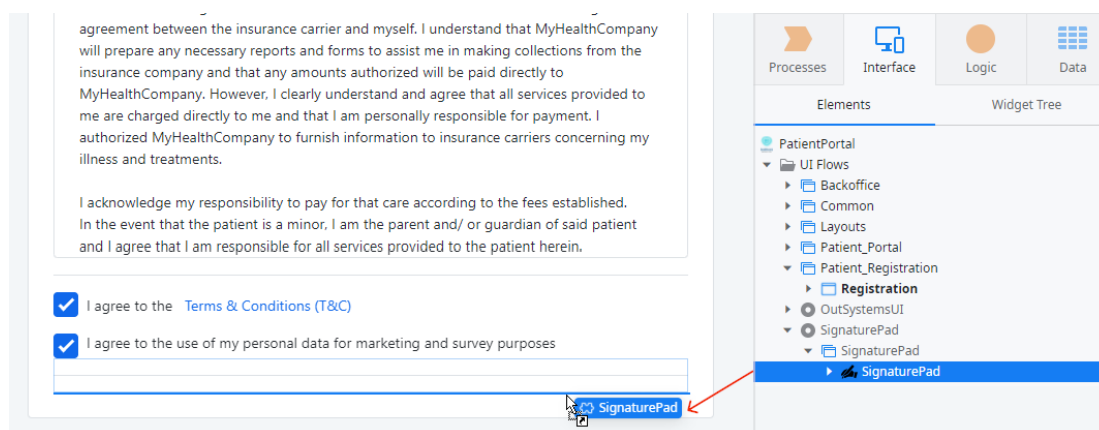 agreement between the insurance carrier and myself. I understand that MyHealthCompany
will prepare any necessary reports and forms to assist me in making collections from the
insurance company and that any amounts authorized will be paid directly to
MyHealthCompany. However, I clearly understand and agree that all services provided to
me are charged directly to me and that I am personally responsible for payment. I
authorized MyHealthCompany to furnish information to insurance carriers concerning my
illness and treatments.
I acknowledge my responsibility to pay for that care according to the fees established.
In the event that the patient is a minor, I am the parent and/ or guardian of said patient
and I agree that I am responsible for all services provided to the patient herein.
I agree to the Terms & Conditions (T&C)
I agree to the use of my personal data for marketing and survey purposes
SignaturePad
Processes
Interface
Logic
Data
Elements
Widget Tree
PatientPortal
UI Flows
Backoffice
Common
Layouts
Patient_Portal
Patient_Registration
Registration
OutSystemsUI
SignaturePad
SignaturePad
SignaturePad